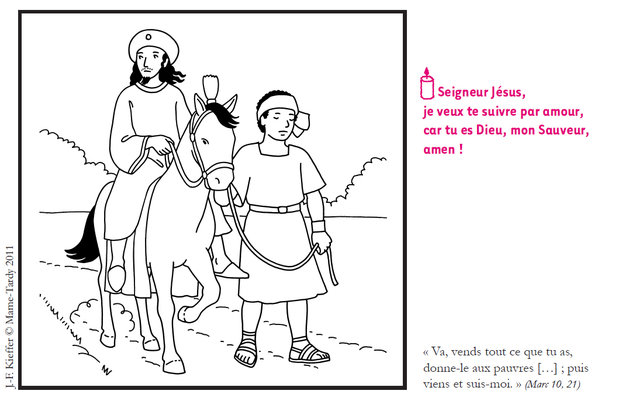 Seigneur Jésus,
je veux te suivre par amour,
car tu es Dieu, mon Sauveur,
amen !
« Va, vends tout ce que tu as,
donne-le aux pauvres […] ; puis
viens et suis-moi. » (Marc 10, 21)
J.-F. Kieffer © Mame-Tardy 2011